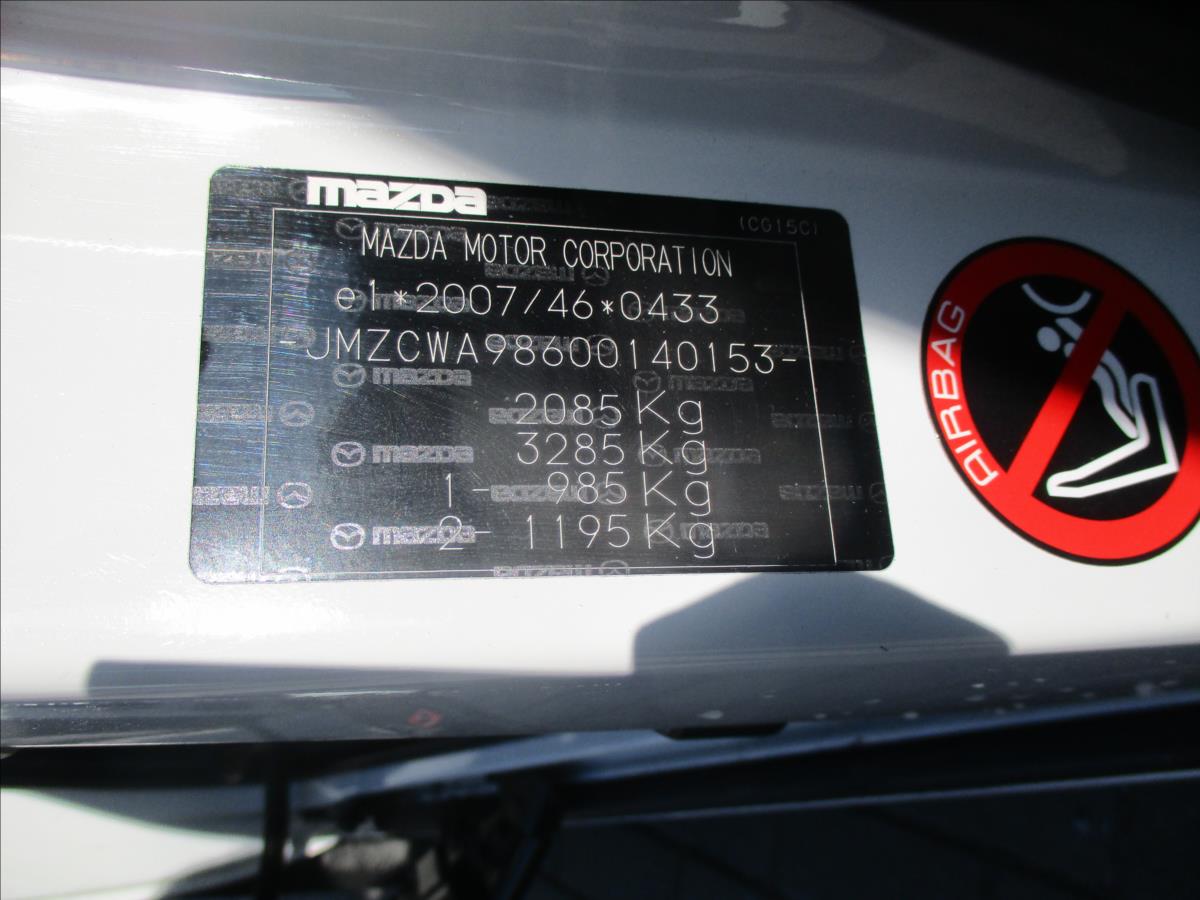 mazda
(CG15C)
MAZDA MOTOR CORPORATION
e1*2007/46*0433
-JMZCWA98600140153-
2085 Kg
3285 Kg
1- 985 Kg
2- 1195 Kg
AIRBAG